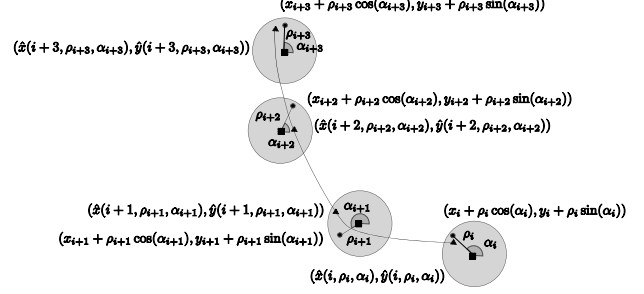 (x_{i+3} + ρ_{i+3} cos(α_{i+3}), y_{i+3} + ρ_{i+3} sin(α_{i+3}))
ρ_{i+3}
(x̂(i + 3, ρ_{i+3}, α_{i+3}), ŷ(i + 3, ρ_{i+3}, α_{i+3}))
α_{i+3}
(x_{i+2} + ρ_{i+2} cos(α_{i+2}), y_{i+2} + ρ_{i+2} sin(α_{i+2}))
ρ_{i+2}
(x̂(i + 2, ρ_{i+2}, α_{i+2}), ŷ(i + 2, ρ_{i+2}, α_{i+2}))
α_{i+2}
(x̂(i + 1, ρ_{i+1}, α_{i+1}), ŷ(i + 1, ρ_{i+1}, α_{i+1}))
α_{i+1}
(x_i + ρ_i cos(α_i), y_i + ρ_i sin(α_i))
(x_{i+1} + ρ_{i+1} cos(α_{i+1}), y_{i+1} + ρ_{i+1} sin(α_{i+1}))
ρ_{i+1}
ρ_i
α_i
(x̂(i, ρ_i, α_i), ŷ(i, ρ_i, α_i))